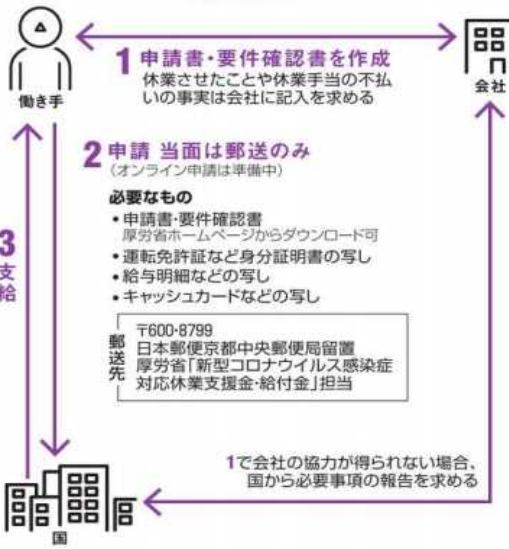 働き手
会社
1 申請書・要件確認書を作成
休業させたことや休業手当の不払
いの事実は会社に記入を求める
2 申請 当面は郵送のみ
（オンライン申請は準備中）
必要なもの
•申請書・要件確認書
厚労省ホームページからダウンロード可
•運転免許証など身分証明書の写し
•給与明細などの写し
•キャッシュカードなどの写し
郵送先
〒600-8799
日本郵便京都中央郵便局留置
厚労省「新型コロナウイルス感染症
対応休業支援金・給付金」担当
3 支給
1で会社の協力が得られない場合、
国から必要事項の報告を求める
国